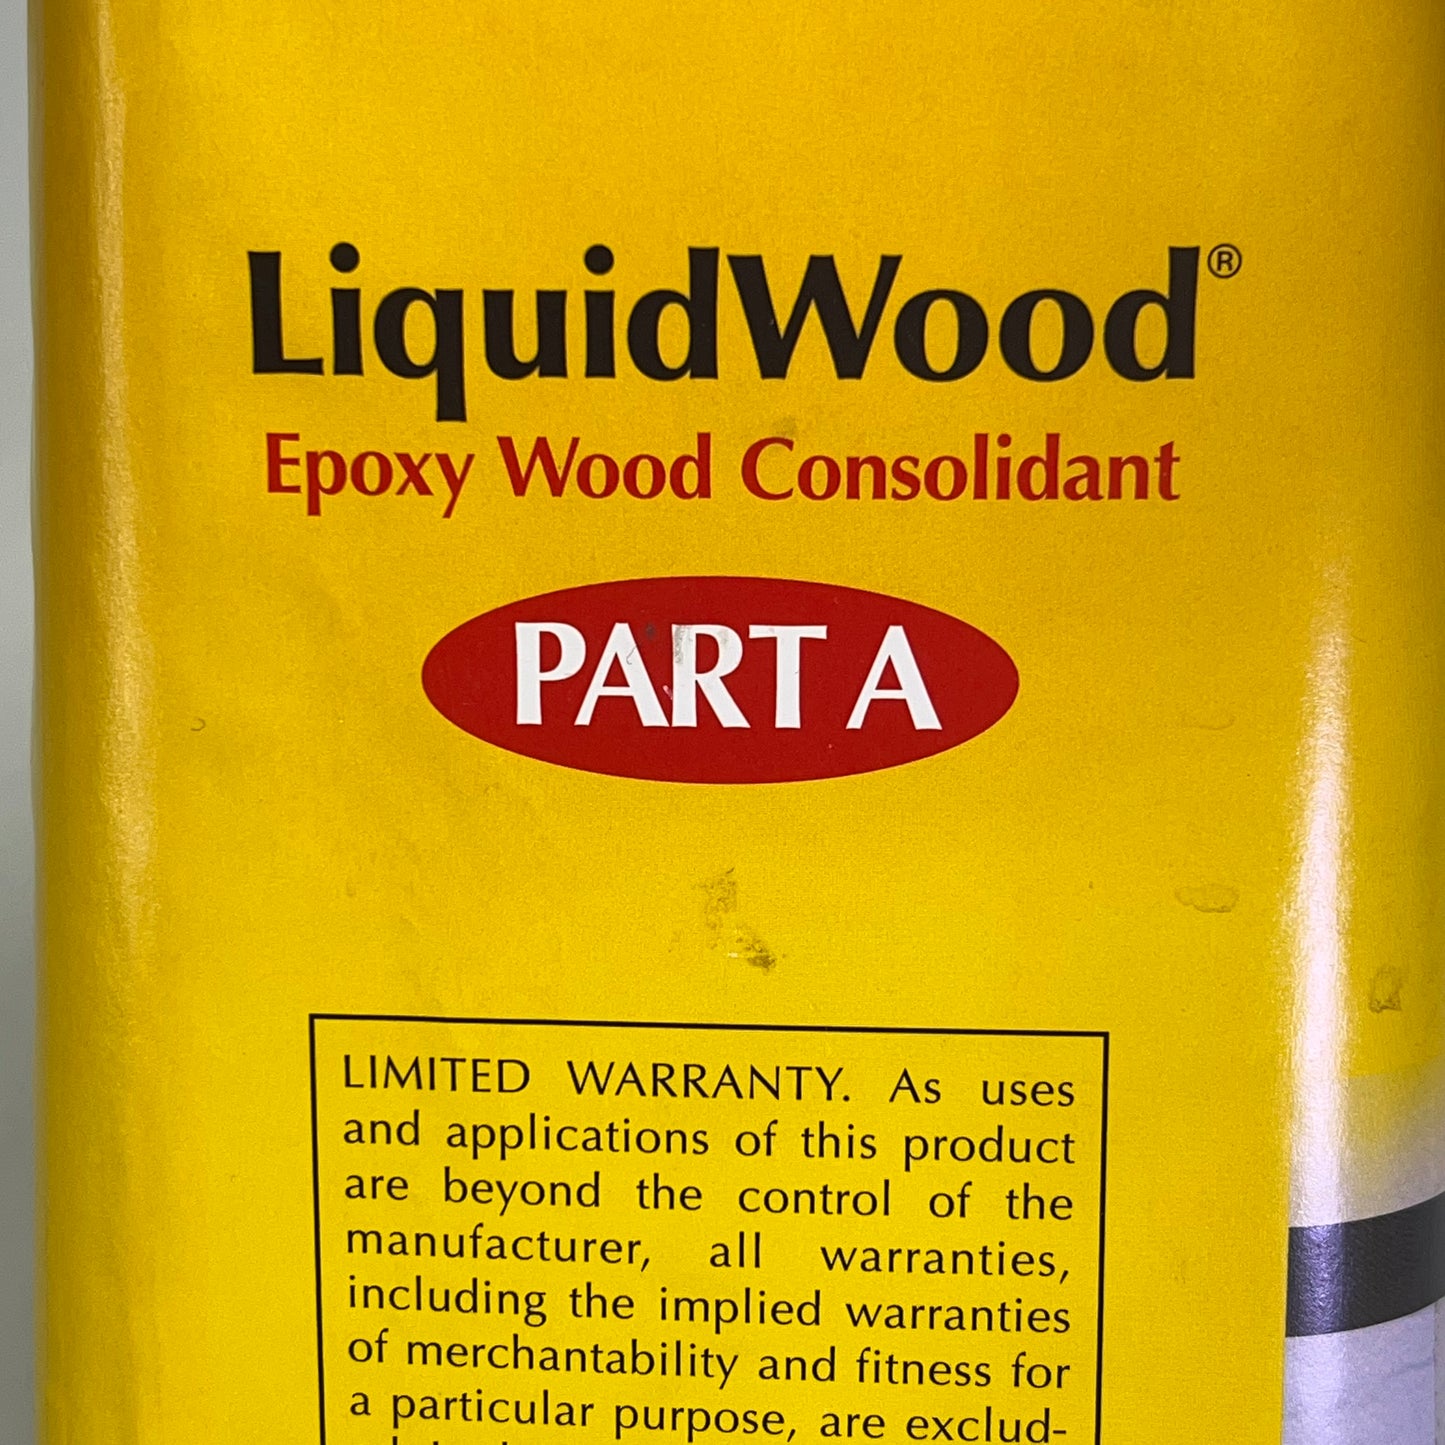 LiquidWood®
Epoxy Wood Consolidant
PART A
LIMITED WARRANTY. As uses
and applications of this product
are beyond the control of the
manufacturer, all warranties,
including the implied warranties
of merchantability and fitness for
a particular purpose, are exclud-